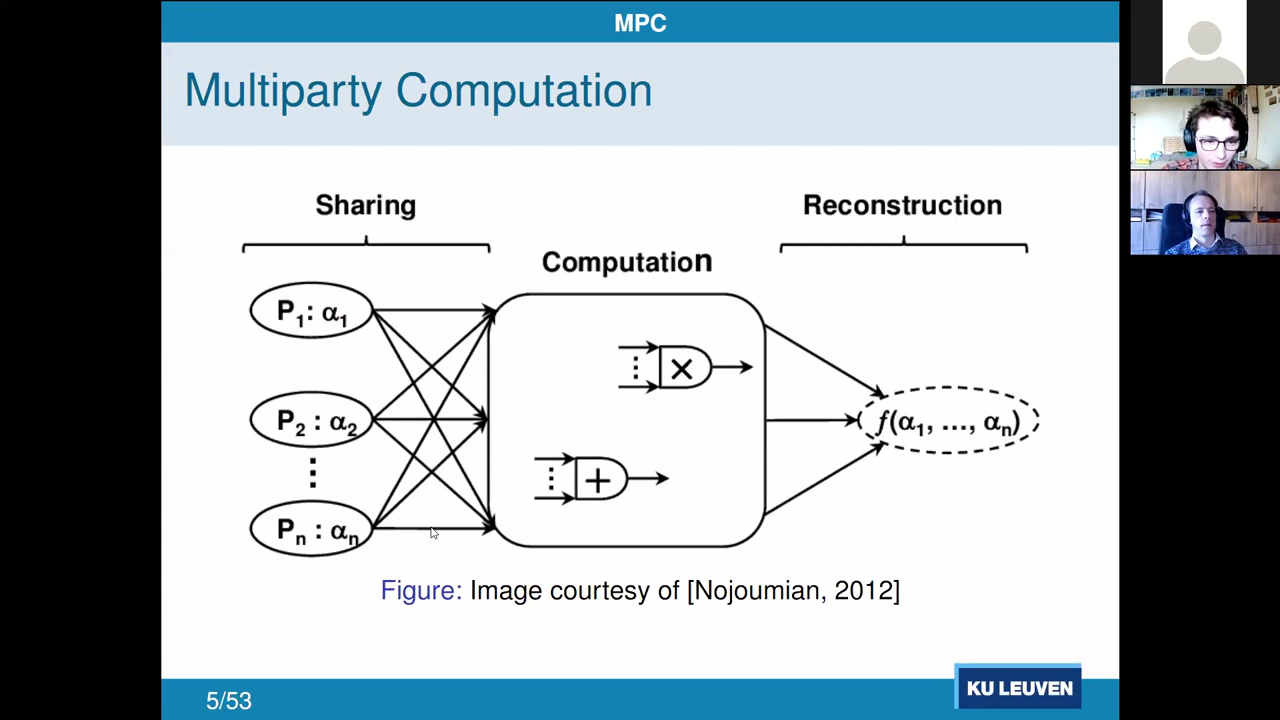 MPC
Multiparty Computation
Sharing
Reconstruction
Computation
P1: α1
×
P2 : α2
f(α1, ..., αn)
+
Pn : αn
Figure: Image courtesy of [Nojoumian, 2012]
5/53
KU LEUVEN